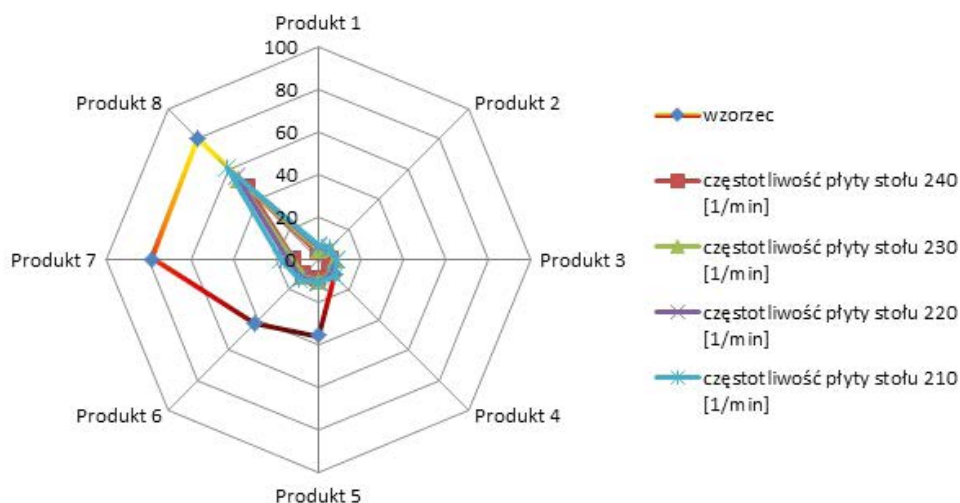 Produkt 1
100
Produkt 8
80
Produkt 2
60
40
20
Produkt 7
0
Produkt 3
Produkt 6
Produkt 4
Produkt 5
wzorzec
częstotliwość płyty stołu 240
[1/min]
częstotliwość płyty stołu 230
[1/min]
częstotliwość płyty stołu 220
[1/min]
częstotliwość płyty stołu 210
[1/min]